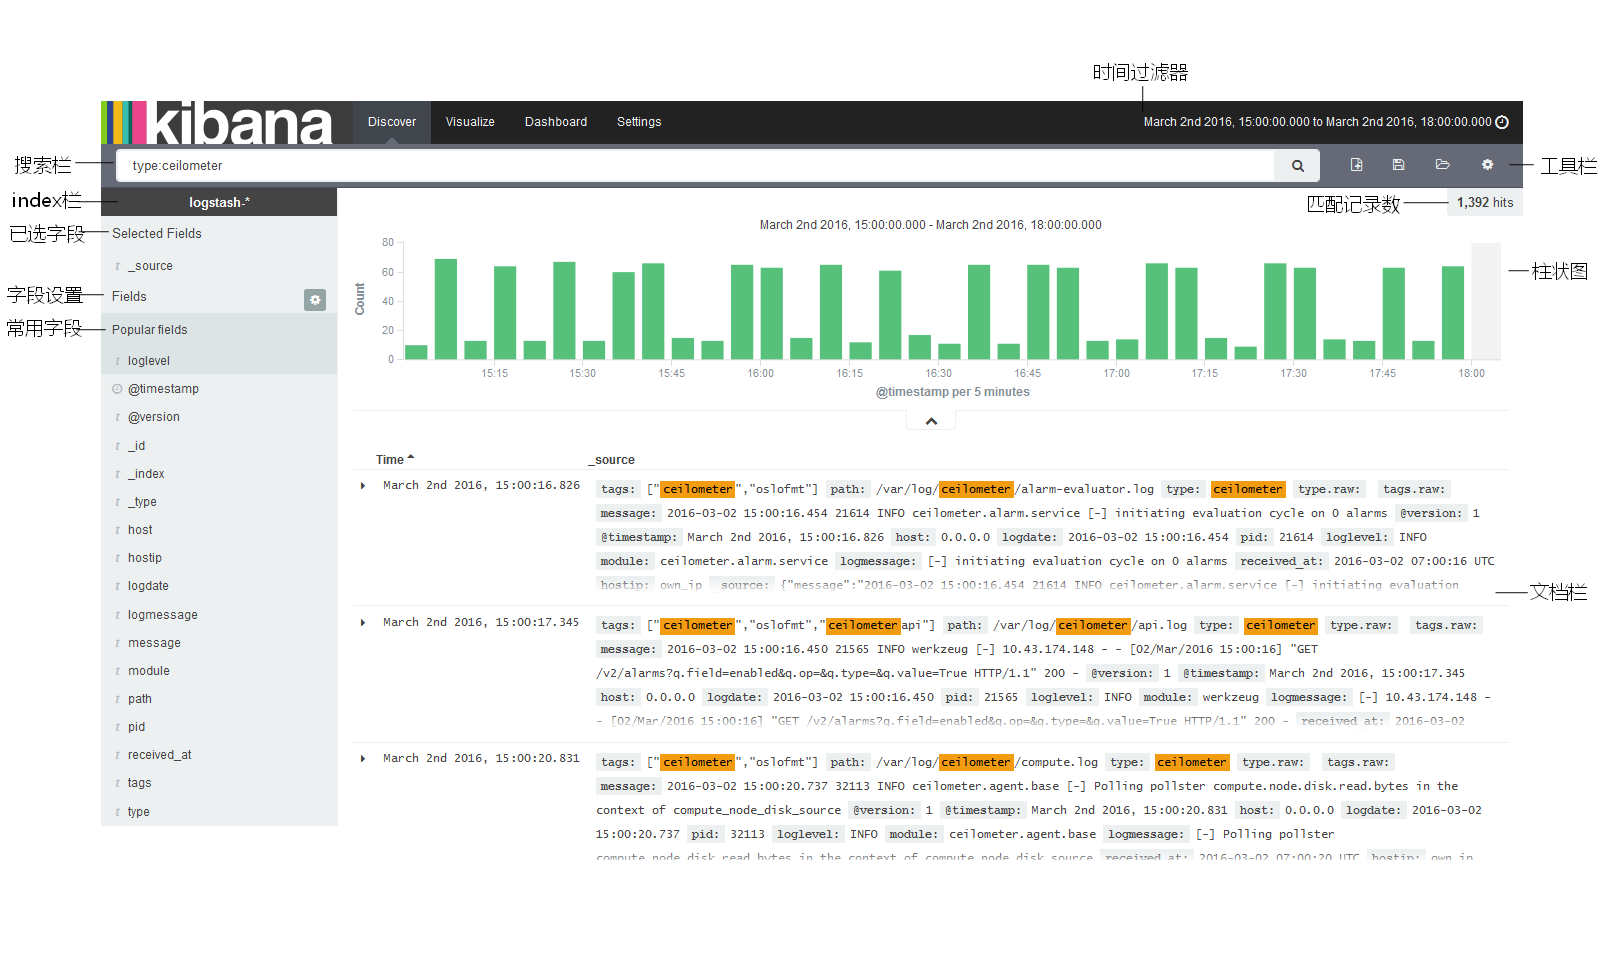 时间过滤器
kibana
Discover Visualize Dashboard Settings March 2nd 2016, 15:00:00.000 to March 2nd 2016, 18:00:00.000
搜索栏 type:ceilometer 工具栏
index栏 logstash-* 匹配记录数 1,392 hits
March 2nd 2016, 15:00:00.000 - March 2nd 2016, 18:00:00.000
已选字段 Selected Fields
t _source
字段设置 Fields
常用字段 Popular fields
t loglevel
@timestamp
t @version
t _id
t _index
t _type
t host
t hostip
t logdate
t logmessage
t message
t module
t path
t pid
t received_at
t tags
t type
柱状图
Count
80
60
40
20
0
15:15 15:30 15:45 16:00 16:15 16:30 16:45 17:00 17:15 17:30 17:45 18:00
@timestamp per 5 minutes
Time _source
March 2nd 2016, 15:00:16.826 tags: ["ceilometer","oslofmt"] path: /var/log/ceilometer/alarm-evaluator.log type: ceilometer type.raw: tags.raw:
message: 2016-03-02 15:00:16.454 21614 INFO ceilometer.alarm.service [-] initiating evaluation cycle on 0 alarms @version: 1
@timestamp: March 2nd 2016, 15:00:16.826 host: 0.0.0.0 logdate: 2016-03-02 15:00:16.454 pid: 21614 loglevel: INFO
module: ceilometer.alarm.service logmessage: [-] initiating evaluation cycle on 0 alarms received_at: 2016-03-02 07:00:16 UTC
hostip: own_ip _source: {"message":"2016-03-02 15:00:16.454 21614 INFO ceilometer.alarm.service [-] initiating evaluation
文档栏
March 2nd 2016, 15:00:17.345 tags: ["ceilometer","oslofmt","ceilometerapi"] path: /var/log/ceilometer/api.log type: ceilometer type.raw: tags.raw:
message: 2016-03-02 15:00:16.450 21565 INFO werkzeug [-] 10.43.174.148 - - [02/Mar/2016 15:00:16] "GET
/v2/alarms?q.field=enabled&q.op=&q.type=&q.value=True HTTP/1.1" 200 - @version: 1 @timestamp: March 2nd 2016, 15:00:17.345
host: 0.0.0.0 logdate: 2016-03-02 15:00:16.450 pid: 21565 loglevel: INFO module: werkzeug logmessage: [-] 10.43.174.148 -
- [02/Mar/2016 15:00:16] "GET /v2/alarms?q.field=enabled&q.op=&q.type=&q.value=True HTTP/1.1" 200 - received_at: 2016-03-02
March 2nd 2016, 15:00:20.831 tags: ["ceilometer","oslofmt"] path: /var/log/ceilometer/compute.log type: ceilometer type.raw: tags.raw:
message: 2016-03-02 15:00:20.737 32113 INFO ceilometer.agent.base [-] Polling pollster compute.node.disk.read.bytes in the
context of compute_node_disk_source @version: 1 @timestamp: March 2nd 2016, 15:00:20.831 host: 0.0.0.0 logdate: 2016-03-02
15:00:20.737 pid: 32113 loglevel: INFO module: ceilometer.agent.base logmessage: [-] Polling pollster
compute.node.disk.read.bytes in the context of compute_node_disk_source received_at: 2016-03-02 07:00:20 UTC hostip: own_ip